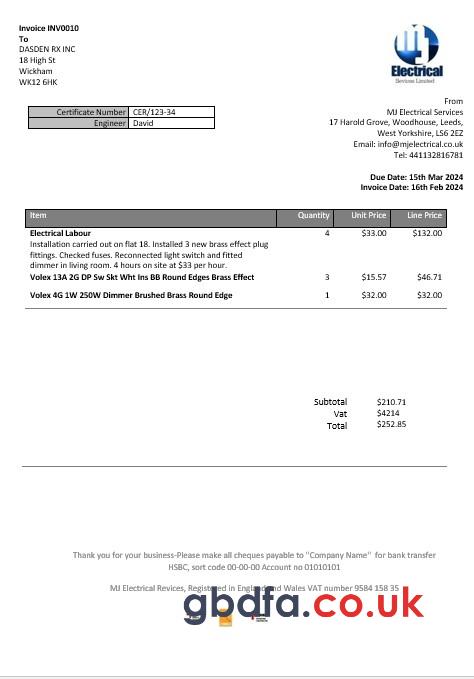 Invoice INV0010
To
DASDEN RX INC
18 High St
Wickham
WK12 6HK
Electrical
Services Limited
From
MJ Electrical Services
17 Harold Grove, Woodhouse, Leeds,
West Yorkshire, LS6 2EZ
Email: info@mjelectrical.co.uk
Tel: 441132816781
Certificate Number CER/123-34
Engineer David
Due Date: 15th Mar 2024
Invoice Date: 16th Feb 2024
Item Quantity Unit Price Line Price
Electrical Labour 4 $33.00 $132.00
Installation carried out on flat 18. Installed 3 new brass effect plug
fittings. Checked fuses. Reconnected light switch and fitted
dimmer in living room. 4 hours on site at $33 per hour.
Volex 13A 2G DP Sw Skt Wht Ins BB Round Edges Brass Effect 3 $15.57 $46.71
Volex 4G 1W 250W Dimmer Brushed Brass Round Edge 1 $32.00 $32.00
Subtotal $210.71
Vat $4214
Total $252.85
Thank you for your business-Please make all cheques payable to "Company Name" for bank transfer
HSBC, sort code 00-00-00 Account no 01010101
MJ Electrical Revices, Registered in England and Wales VAT number 9584 158 35
gbdfa.co.uk